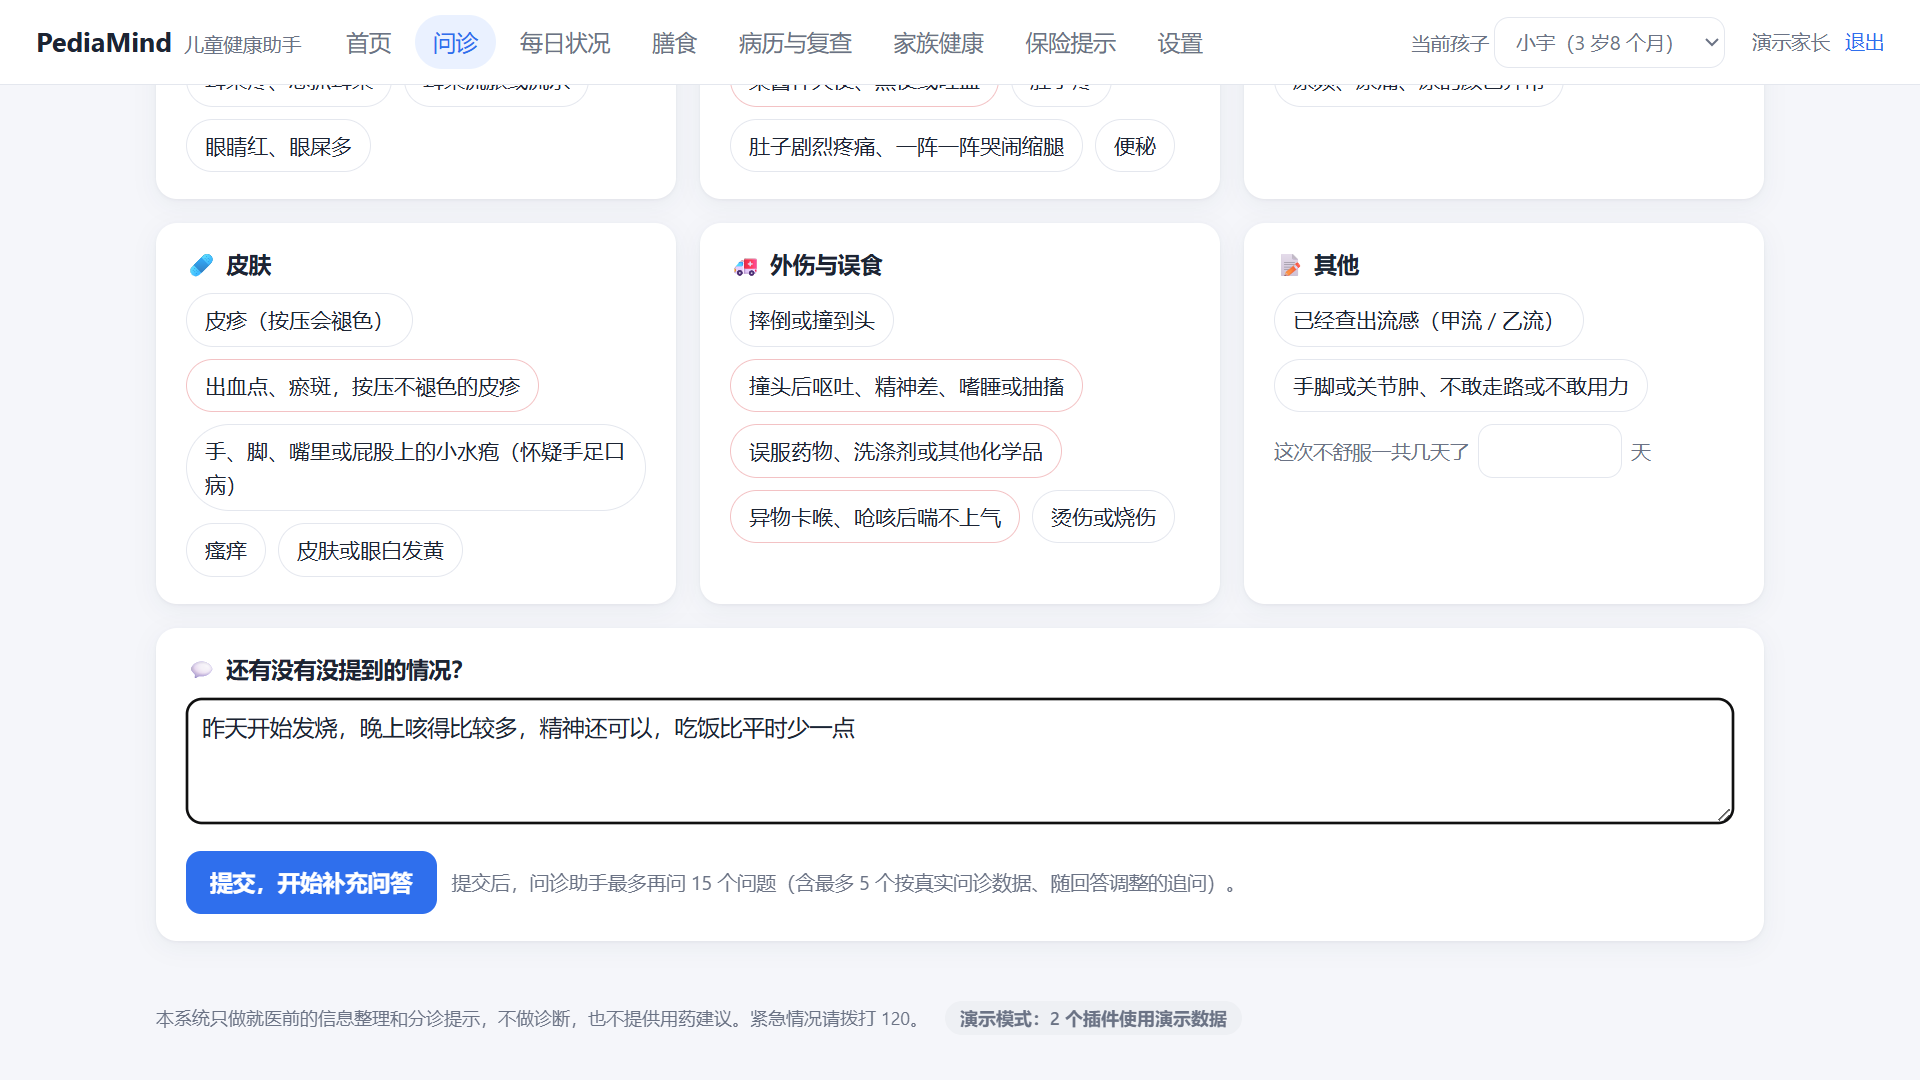 PediaMind 儿童健康助手 首页 问诊 每日状况 膳食 病历与复查 家族健康 保险提示 设置 当前孩子 小宇（3 岁8 个月） 演示家长 退出
眼睛红、眼屎多
肚子剧烈疼痛、一阵一阵哭闹缩腿 便秘
皮肤
皮疹（按压会褪色）
出血点、瘀斑，按压不褪色的皮疹
手、脚、嘴里或屁股上的小水疱（怀疑手足口
病）
瘙痒 皮肤或眼白发黄
外伤与误食
摔倒或撞到头
撞头后呕吐、精神差、嗜睡或抽搐
误服药物、洗涤剂或其他化学品
异物卡喉、呛咳后喘不上气 烫伤或烧伤
其他
已经查出流感（甲流 / 乙流）
手脚或关节肿、不敢走路或不敢用力
这次不舒服一共几天了 天
还有没有没提到的情况？
昨天开始发烧，晚上咳得比较多，精神还可以，吃饭比平时少一点
提交，开始补充问答 提交后，问诊助手最多再问 15 个问题（含最多 5 个按真实问诊数据、随回答调整的追问）。
本系统只做就医前的信息整理和分诊提示，不做诊断，也不提供用药建议。紧急情况请拨打 120。 演示模式：2 个插件使用演示数据